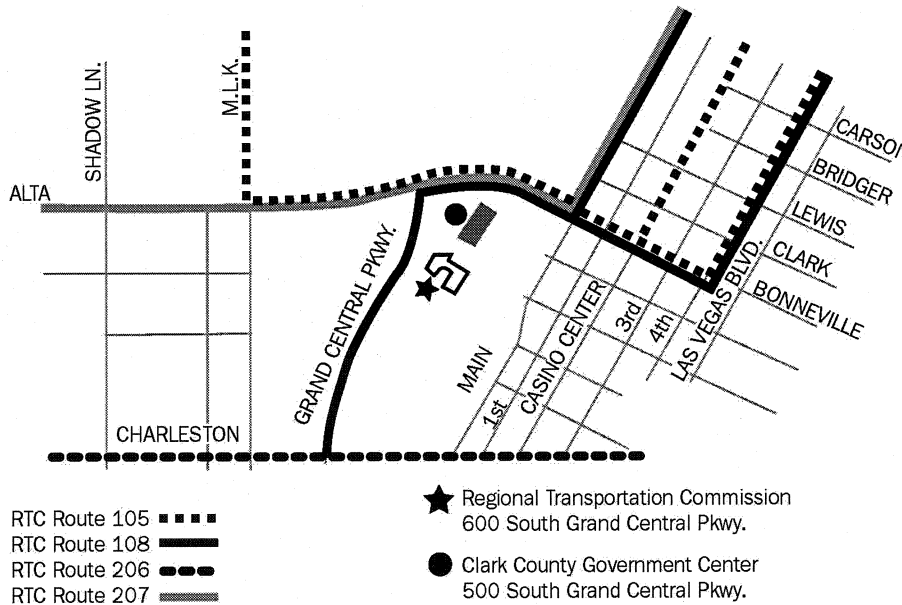 SHADOW LN.
M.L.K.
ALTA
CARSO
BRIDGER
LEWIS
CLARK
BONNEVILLE
LAS VEGAS BLVD.
GRAND CENTRAL PKWY.
MAIN
1st
CASINO CENTER
3rd
4th
CHARLESTON
RTC Route 105
RTC Route 108
RTC Route 206
RTC Route 207
Regional Transportation Commission
600 South Grand Central Pkwy.
Clark County Government Center
500 South Grand Central Pkwy.